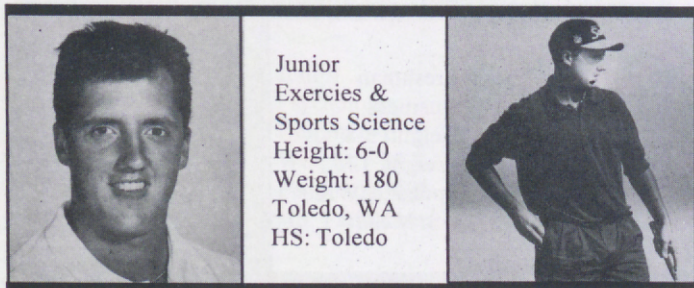 Junior
Exercies &
Sports Science
Height: 6-0
Weight: 180
Toledo, WA
HS: Toledo